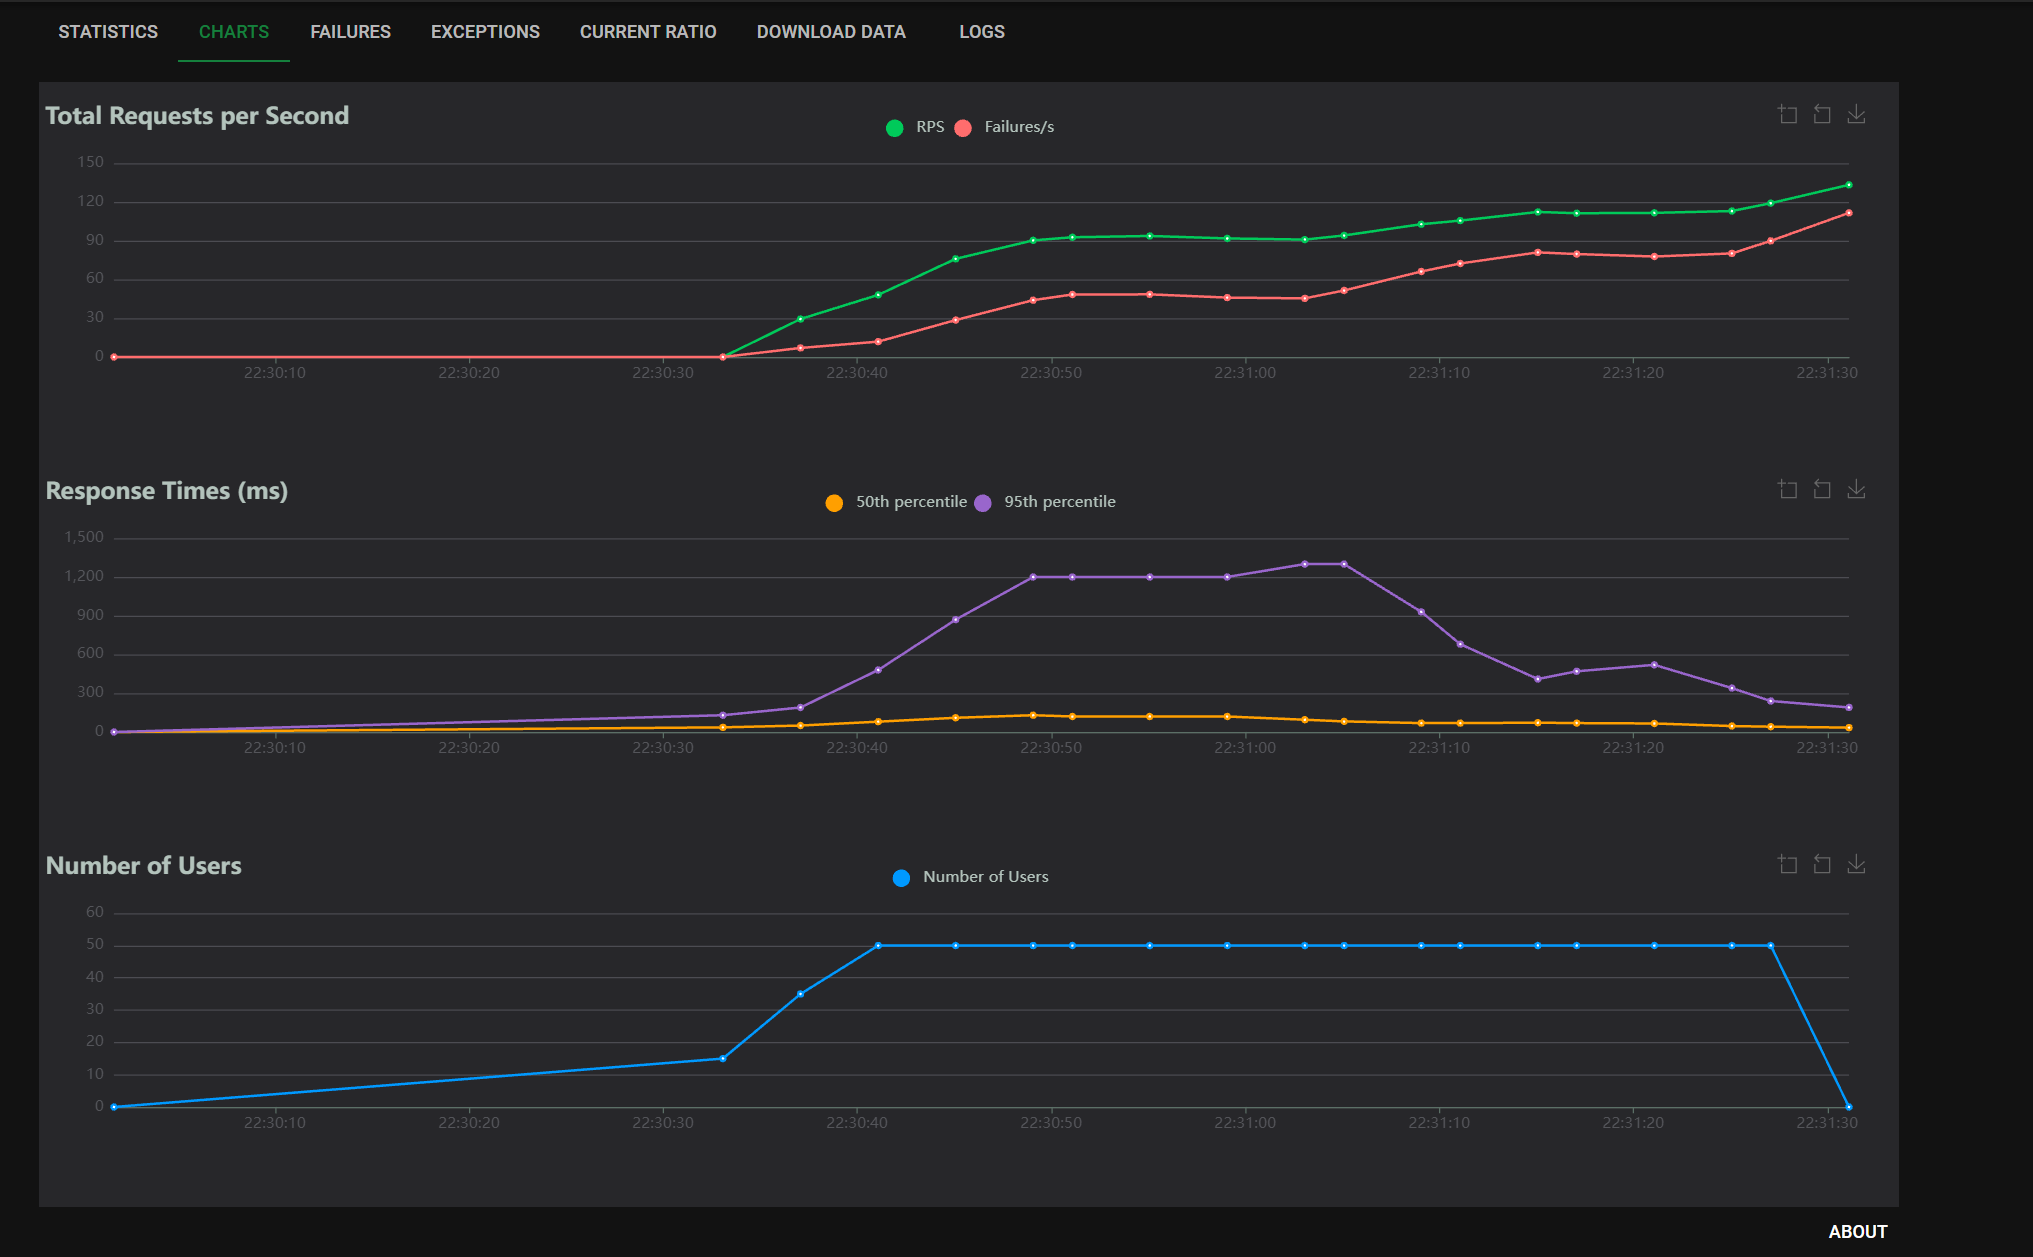 STATISTICS CHARTS FAILURES EXCEPTIONS CURRENT RATIO DOWNLOAD DATA LOGS
Total Requests per Second
RPS Failures/s
150
120
90
60
30
0
22:30:10 22:30:20 22:30:30 22:30:40 22:30:50 22:31:00 22:31:10 22:31:20 22:31:30
Response Times (ms)
50th percentile 95th percentile
1,500
1,200
900
600
300
0
22:30:10 22:30:20 22:30:30 22:30:40 22:30:50 22:31:00 22:31:10 22:31:20 22:31:30
Number of Users
Number of Users
60
50
40
30
20
10
0
22:30:10 22:30:20 22:30:30 22:30:40 22:30:50 22:31:00 22:31:10 22:31:20 22:31:30
ABOUT